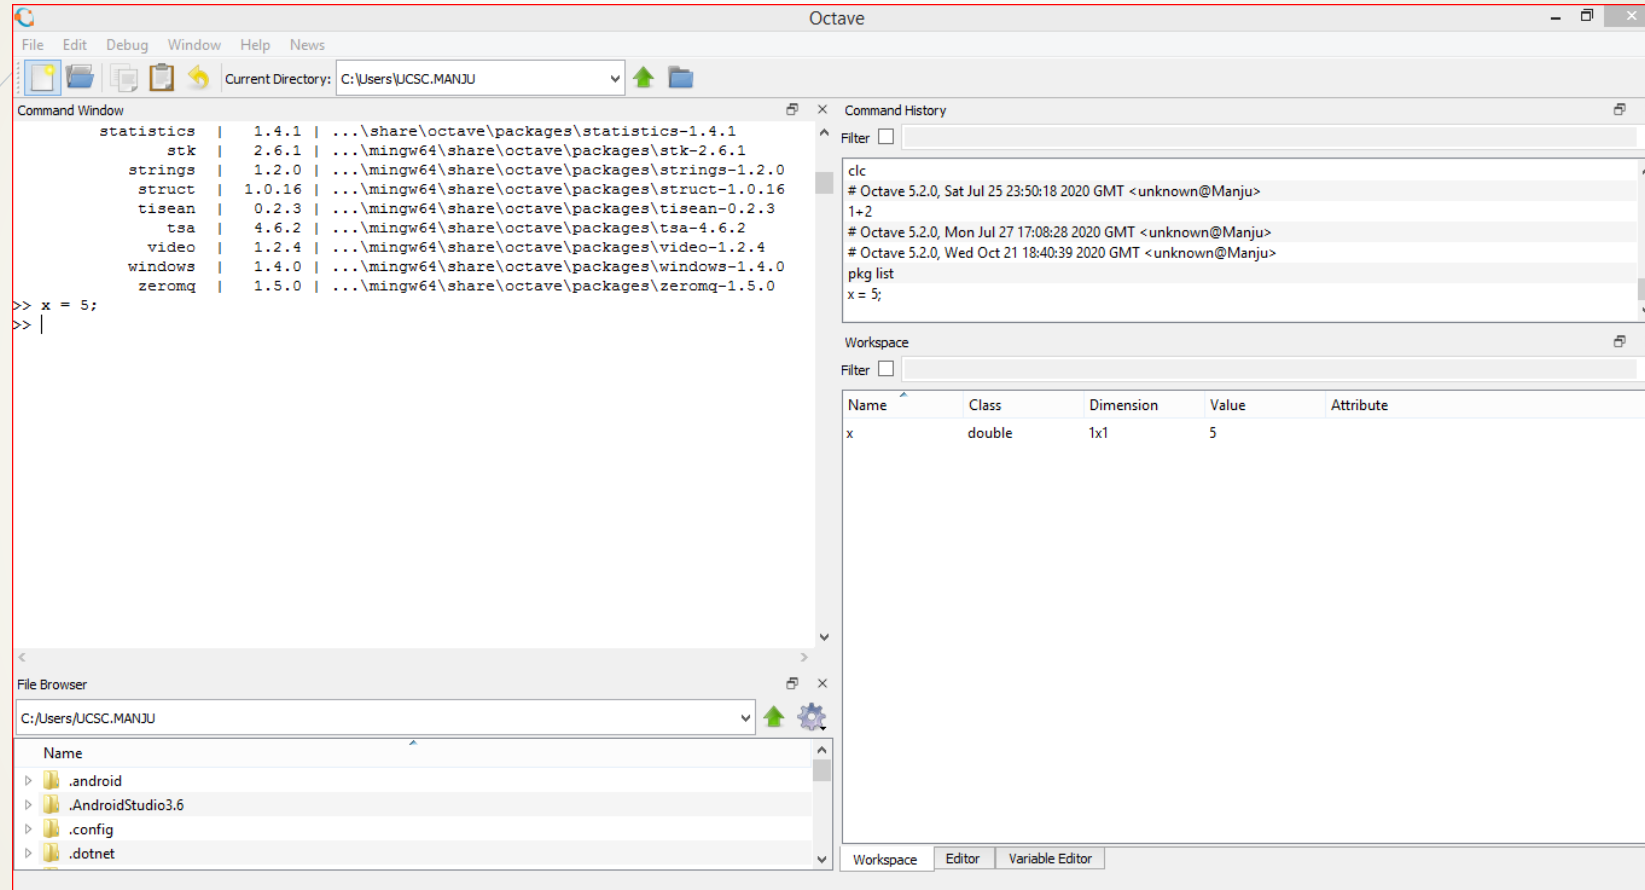 Octave
File Edit Debug Window Help News
Current Directory: C:\Users\UCSC.MANJU
Command Window
statistics | 1.4.1 | ...\share\octave\packages\statistics-1.4.1
stk | 2.6.1 | ...\mingw64\share\octave\packages\stk-2.6.1
strings | 1.2.0 | ...\mingw64\share\octave\packages\strings-1.2.0
struct | 1.0.16 | ...\mingw64\share\octave\packages\struct-1.0.16
tisean | 0.2.3 | ...\mingw64\share\octave\packages\tisean-0.2.3
tsa | 4.6.2 | ...\mingw64\share\octave\packages\tsa-4.6.2
video | 1.2.4 | ...\mingw64\share\octave\packages\video-1.2.4
windows | 1.4.0 | ...\mingw64\share\octave\packages\windows-1.4.0
zeromq | 1.5.0 | ...\mingw64\share\octave\packages\zeromq-1.5.0
>> x = 5;
>>
File Browser
C:/Users/UCSC.MANJU
Name
.android
.AndroidStudio3.6
.config
.dotnet
Command History
Filter
clc
# Octave 5.2.0, Sat Jul 25 23:50:18 2020 GMT <unknown@Manju>
1+2
# Octave 5.2.0, Mon Jul 27 17:08:28 2020 GMT <unknown@Manju>
# Octave 5.2.0, Wed Oct 21 18:40:39 2020 GMT <unknown@Manju>
pkg list
x = 5;
Workspace
Filter
Name Class Dimension Value Attribute
x double 1x1 5
Workspace Editor Variable Editor